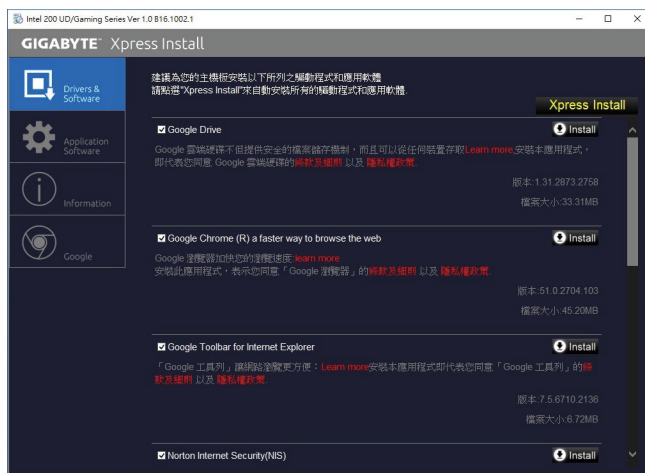 Intel 200 UD/Gaming Series Ver 1.0 B16.1002.1
GIGABYTE™ Xpress Install
Drivers & Software
Application Software
Information
Google
建議為您的主機板安裝以下所列之驅動程式和應用軟體
請點選"Xpress Install"來自動安裝所有的驅動程式和應用軟體.
Xpress Install
Google Drive
Install
Google 雲端硬碟不但提供安全的檔案儲存機制,而且可以從任何裝置存取Learn more.安裝本應用程式,
即代表您同意 Google 雲端硬碟的條款及細則 以及 隱私權政策.
版本:1.31.2873.2758
檔案大小:33.31MB
Google Chrome (R) a faster way to browse the web
Install
Google 瀏覽器加快您的瀏覽速度 learn more
安裝此應用程式,表示您同意「Google 瀏覽器」的條款及細則 以及 隱私權政策.
版本:51.0.2704.103
檔案大小:45.20MB
Google Toolbar for Internet Explorer
Install
「Google 工具列」讓網路瀏覽更方便:Learn more安裝本應用程式即代表您同意「Google 工具列」的條
款及細則 以及 隱私權政策.
版本:7.5.6710.2136
檔案大小:6.72MB
Norton Internet Security(NIS)
Install